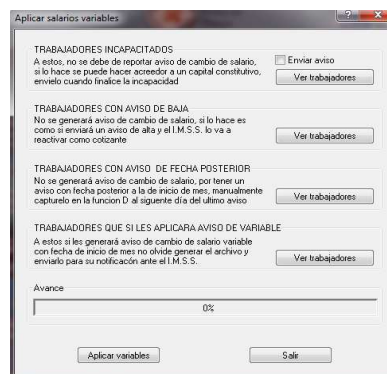 Aplicar salarios variables
TRABAJADORES INCAPACITADOS
A estos, no se debe de reportar aviso de cambio de salario,
si lo hace se puede hacer acreedor a un capital constitutivo,
envielo cuando finalice la incapacidad
Enviar aviso
Ver trabajadores
TRABAJADORES CON AVISO DE BAJA
No se generará aviso de cambio de salario, si lo hace es
como si enviará un aviso de alta y el I.M.S.S. lo va a
reactivar como cotizante
Ver trabajadores
TRABAJADORES CON AVISO DE FECHA POSTERIOR
No se generará aviso de cambio de salario, por tener un
aviso con fecha posterior a la de inicio de mes, manualmente
capturelo en la funcion D al siguente día del ultimo aviso
Ver trabajadores
TRABAJADORES QUE SI LES APLICARA AVISO DE VARIABLE
A estos si les generará aviso de cambio de salario variable
con fecha de inicio de mes no olvide generar el archivo y
enviarlo para su notificacón ante el I.M.S.S.
Ver trabajadores
Avance
0%
Aplicar variables
Salir